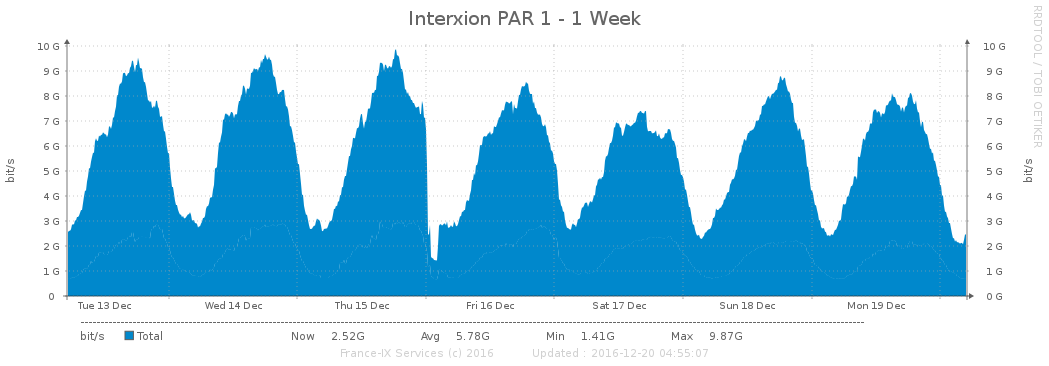 Interxion PAR 1 - 1 Week
RRDTOOL / TOBI OETIKER
10 G 10 G
9 G 9 G
8 G 8 G
7 G 7 G
6 G 6 G
5 G 5 G
4 G 4 G
3 G 3 G
2 G 2 G
1 G 1 G
0 0 G
bit/s bit/s
Tue 13 Dec Wed 14 Dec Thu 15 Dec Fri 16 Dec Sat 17 Dec Sun 18 Dec Mon 19 Dec
bit/s Total Now 2.52G Avg 5.78G Min 1.41G Max 9.87G
France-IX Services (c) 2016 Updated : 2016-12-20 04:55:07